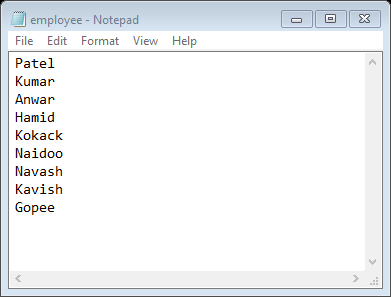 employee - Notepad
File Edit Format View Help
Patel
Kumar
Anwar
Hamid
Kokack
Naidoo
Navash
Kavish
Gopee